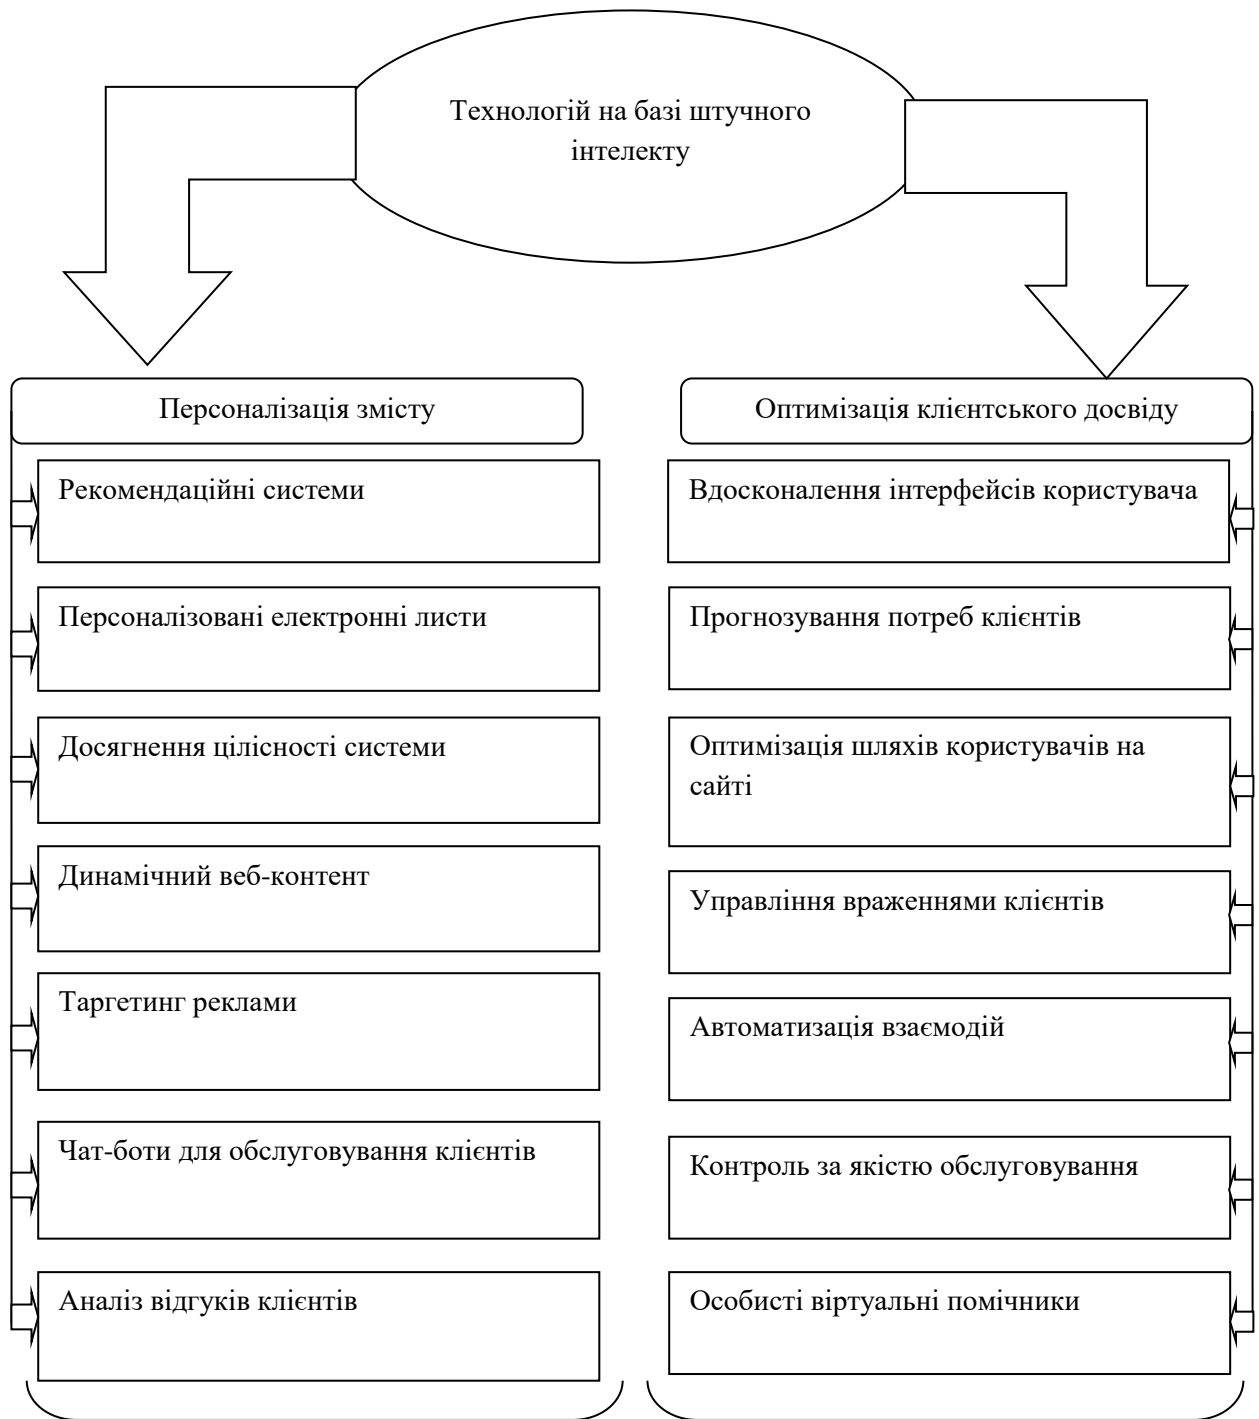 Технологій на базі штучного
інтелекту
Персоналізація змісту
Рекомендаційні системи
Персоналізовані електронні листи
Досягнення цілісності системи
Динамічний веб-контент
Таргетинг реклами
Чат-боти для обслуговування клієнтів
Аналіз відгуків клієнтів
Оптимізація клієнтського досвіду
Вдосконалення інтерфейсів користувача
Прогнозування потреб клієнтів
Оптимізація шляхів користувачів на
сайті
Управління враженнями клієнтів
Автоматизація взаємодій
Контроль за якістю обслуговування
Особисті віртуальні помічники